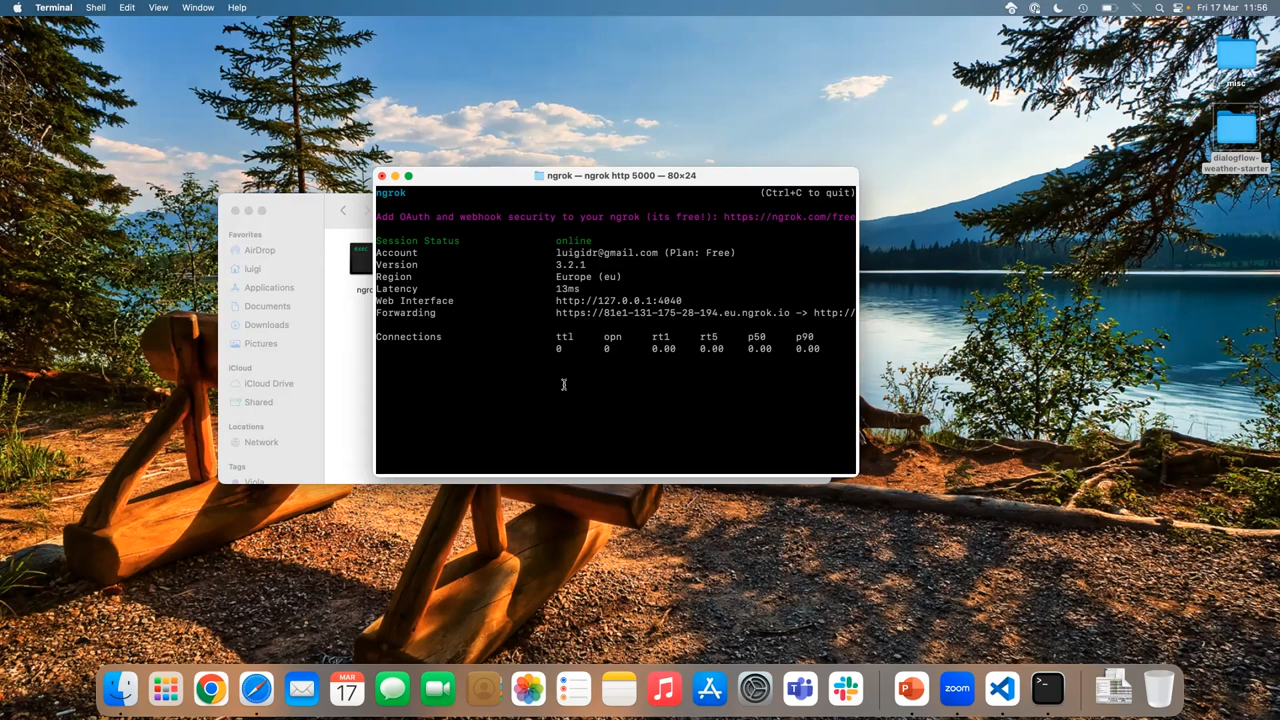 Terminal Shell Edit View Window Help
Fri 17 Mar 11:56
misc
dialogflow-
weather-starter
ngrok — ngrok http 5000 — 80×24
ngrok (Ctrl+C to quit)
Add OAuth and webhook security to your ngrok (its free!): https://ngrok.com/free
Session Status online
Account luigidr@gmail.com (Plan: Free)
Version 3.2.1
Region Europe (eu)
Latency 13ms
Web Interface http://127.0.0.1:4040
Forwarding https://81e1-131-175-28-194.eu.ngrok.io -> http://
Connections ttl opn rt1 rt5 p50 p90
0 0 0.00 0.00 0.00 0.00
Favorites
AirDrop
luigi
Applications
Documents
Downloads
Pictures
iCloud
iCloud Drive
Shared
Locations
Network
Tags
Viola
exec
ngro
MAR
17
zoom
>_